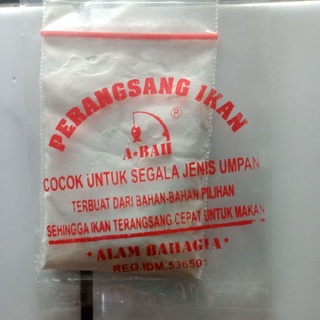 PERANGSANG IKAN
®
A★BAH
COCOK UNTUK SEGALA JENIS UMPAN
TERBUAT DARI BAHAN-BAHAN PILIHAN
SEHINGGA IKAN TERANGSANG CEPAT UNTUK MAKAN
★ALAM BAHAGIA★
REG IDM.536501